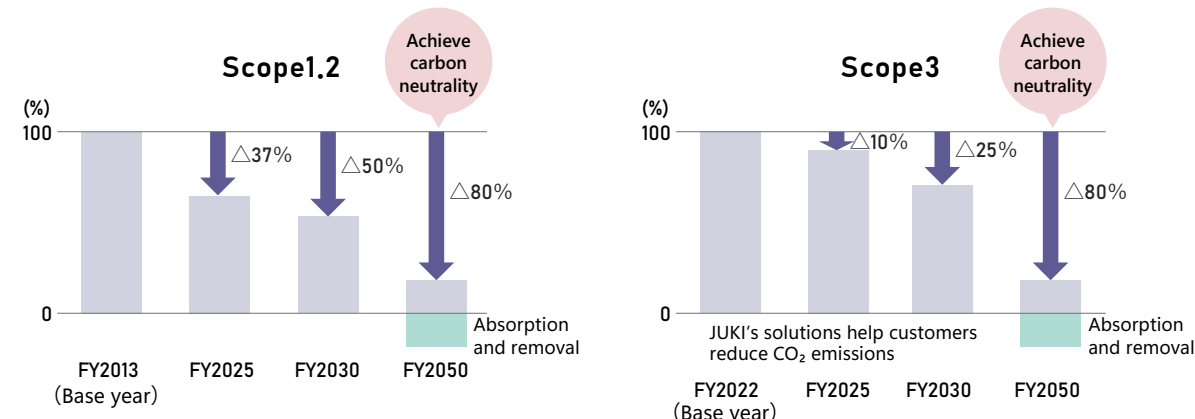 Scope1,2
Achieve
carbon
neutrality
(%)
100
△37%
△50%
△80%
0
Absorption
and removal
FY2013
(Base year)
FY2025
FY2030
FY2050
Scope3
Achieve
carbon
neutrality
(%)
100
△10%
△25%
△80%
0
JUKI's solutions help customers
reduce CO₂ emissions
Absorption
and removal
FY2022
(Base year)
FY2025
FY2030
FY2050